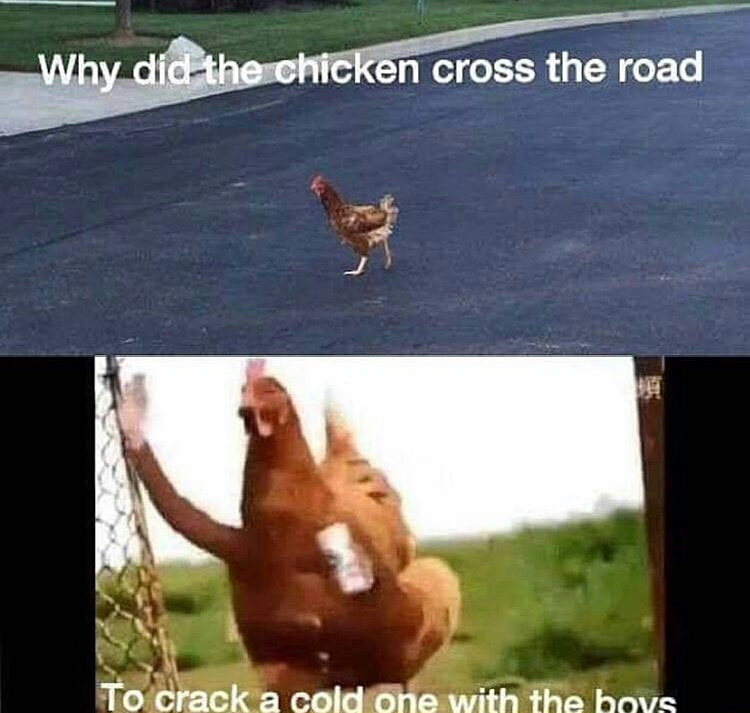 Why did the chicken cross the road
To crack a cold one with the boys